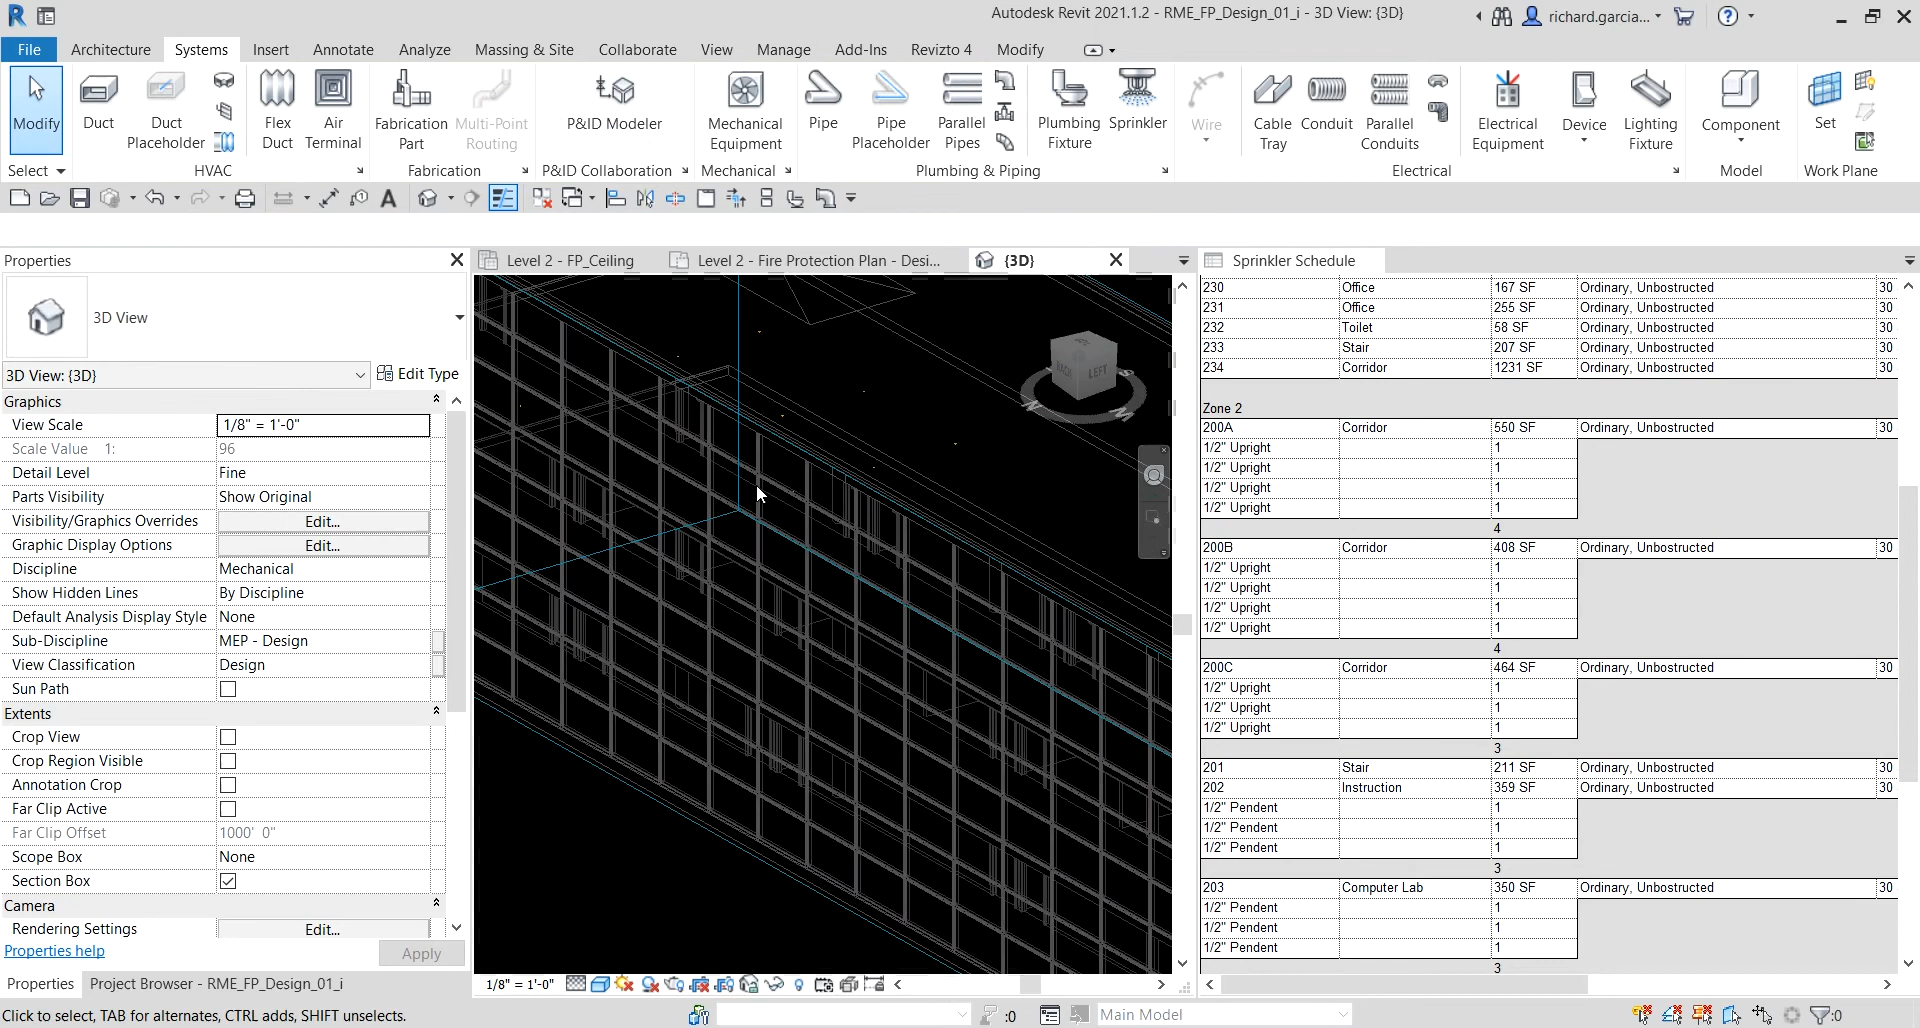 Autodesk Revit 2021.1.2 - RME_FP_Design_01_i - 3D View: {3D}
richard.garcia...
File Architecture Systems Insert Annotate Analyze Massing & Site Collaborate View Manage Add-Ins Revizto 4 Modify
Modify
Duct
Duct Placeholder
Flex Duct
Air Terminal
Fabrication Part
Multi-Point Routing
P&ID Modeler
Mechanical Equipment
Pipe
Pipe Placeholder
Parallel Pipes
Plumbing Fixture
Sprinkler
Wire
Cable Tray
Conduit
Parallel Conduits
Electrical Equipment
Device
Lighting Fixture
Component
Set
Select HVAC Fabrication P&ID Collaboration Mechanical Plumbing & Piping Electrical Model Work Plane
Properties
3D View
3D View: {3D} Edit Type
Graphics
View Scale 1/8" = 1'-0"
Scale Value 1: 96
Detail Level Fine
Parts Visibility Show Original
Visibility/Graphics Overrides Edit...
Graphic Display Options Edit...
Discipline Mechanical
Show Hidden Lines By Discipline
Default Analysis Display Style None
Sub-Discipline MEP - Design
View Classification Design
Sun Path
Extents
Crop View
Crop Region Visible
Annotation Crop
Far Clip Active
Far Clip Offset 1000' 0"
Scope Box None
Section Box
Camera
Rendering Settings Edit...
Properties help Apply
Properties Project Browser - RME_FP_Design_01_i
Level 2 - FP_Ceiling Level 2 - Fire Protection Plan - Desi... {3D}
BACK LEFT
1/8" = 1'-0"
Sprinkler Schedule
230 Office 167 SF Ordinary, Unbostructed 30
231 Office 255 SF Ordinary, Unbostructed 30
232 Toilet 58 SF Ordinary, Unbostructed 30
233 Stair 207 SF Ordinary, Unbostructed 30
234 Corridor 1231 SF Ordinary, Unbostructed 30
Zone 2
200A Corridor 550 SF Ordinary, Unbostructed 30
1/2" Upright 1
1/2" Upright 1
1/2" Upright 1
1/2" Upright 1
4
200B Corridor 408 SF Ordinary, Unbostructed 30
1/2" Upright 1
1/2" Upright 1
1/2" Upright 1
1/2" Upright 1
4
200C Corridor 464 SF Ordinary, Unbostructed 30
1/2" Upright 1
1/2" Upright 1
1/2" Upright 1
3
201 Stair 211 SF Ordinary, Unbostructed 30
202 Instruction 359 SF Ordinary, Unbostructed 30
1/2" Pendent 1
1/2" Pendent 1
1/2" Pendent 1
3
203 Computer Lab 350 SF Ordinary, Unbostructed 30
1/2" Pendent 1
1/2" Pendent 1
1/2" Pendent 1
3
Click to select, TAB for alternates, CTRL adds, SHIFT unselects.
:0 Main Model :0